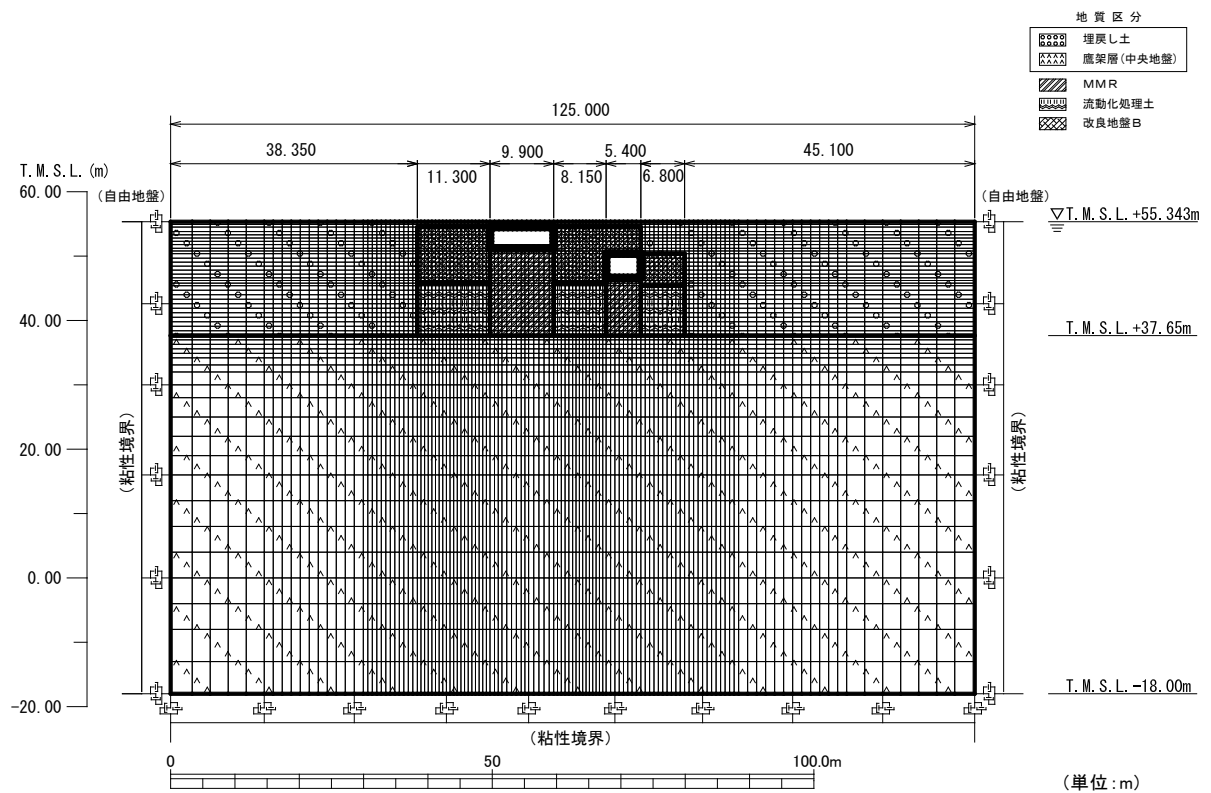 地質区分
埋戻し土
鷹架層(中央地盤)
MMR
流動化処理土
改良地盤B
125.000
38.350
9.900
5.400
45.100
11.300
8.150
6.800
T.M.S.L.(m)
60.00
(自由地盤)
(自由地盤)
▽T.M.S.L.+55.343m
40.00
T.M.S.L.+37.65m
20.00
(粘性境界)
(粘性境界)
0.00
T.M.S.L.-18.00m
-20.00
(粘性境界)
0
50
100.0m
(単位:m)